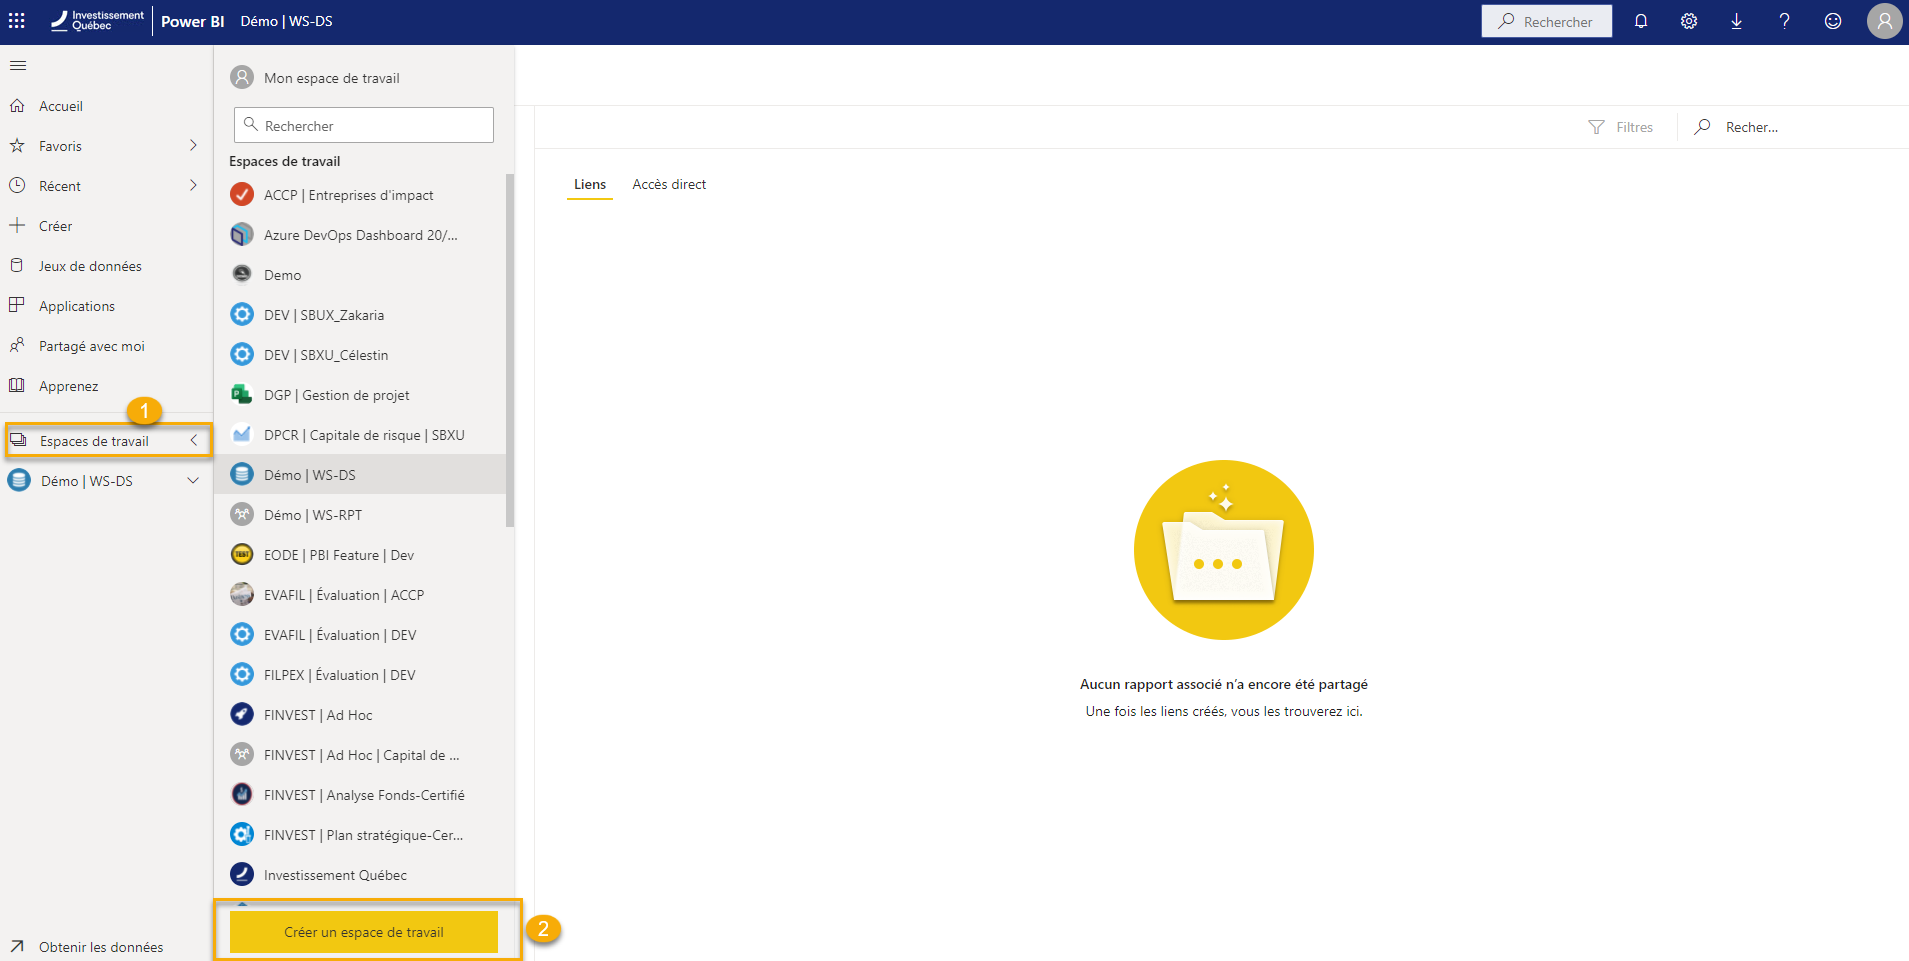 Investissement
Québec
Power BI
Démo | WS-DS
Rechercher
Accueil
Favoris
Récent
Créer
Jeux de données
Applications
Partagé avec moi
Apprenez
1
Espaces de travail
Démo | WS-DS
Obtenir les données
Mon espace de travail
Rechercher
Espaces de travail
ACCP | Entreprises d'impact
Azure DevOps Dashboard 20/...
Demo
DEV | SBUX_Zakaria
DEV | SBXU_Célestin
DGP | Gestion de projet
DPCR | Capitale de risque | SBXU
Démo | WS-DS
Démo | WS-RPT
TEST
EODE | PBI Feature | Dev
EVAFIL | Évaluation | ACCP
EVAFIL | Évaluation | DEV
FILPEX | Évaluation | DEV
FINVEST | Ad Hoc
FINVEST | Ad Hoc | Capital de ...
FINVEST | Analyse Fonds-Certifié
FINVEST | Plan stratégique-Cer...
Investissement Québec
Créer un espace de travail
2
Filtres
Recher...
Liens
Accès direct
Aucun rapport associé n'a encore été partagé
Une fois les liens créés, vous les trouverez ici.